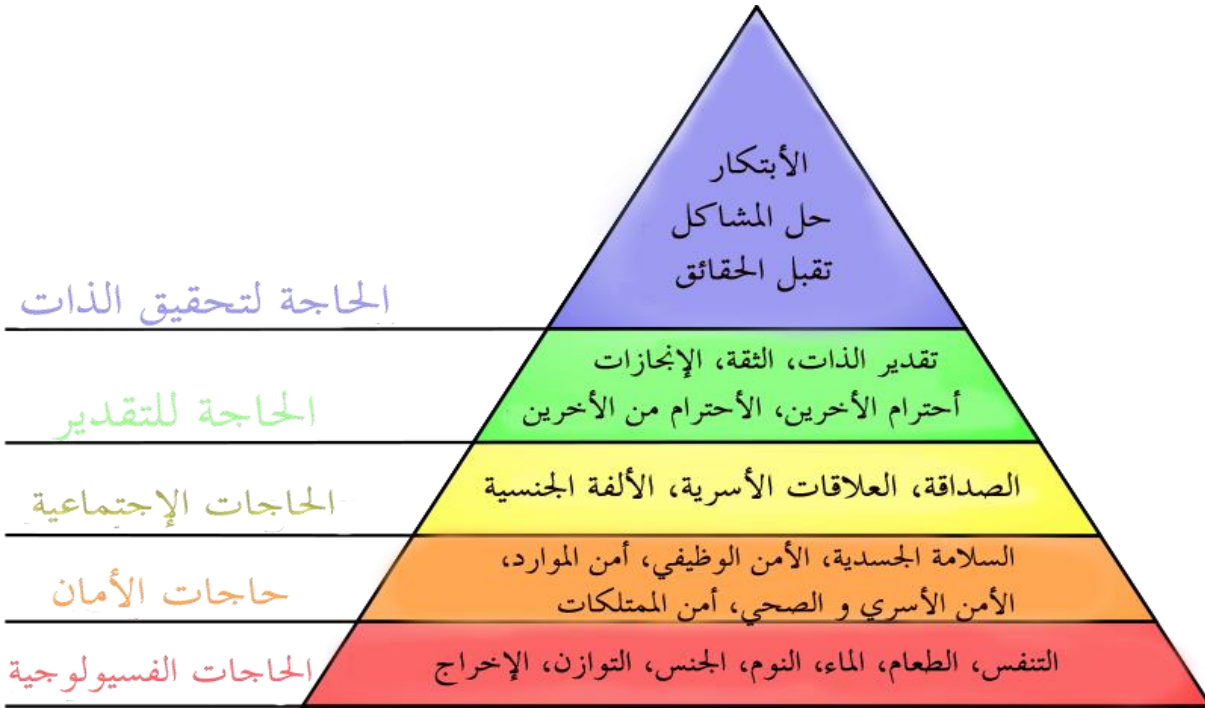 الأبتكار
حل المشاكل
تقبل الحقائق
الحاجة لتحقيق الذات
تقدير الذات، الثقة، الإنجازات
أحترام الأخرين، الأحترام من الأخرين
الحاجة للتقدير
الصداقة، العلاقات الأسرية، الألفة الجنسية
الحاجات الإجتماعية
السلامة الجسدية، الأمن الوظيفي، أمن الموارد،
الأمن الأسري و الصحي، أمن الممتلكات
حاجات الأمان
التنفس، الطعام، الماء، النوم، الجنس، التوازن، الإخراج
الحاجات الفسيولوجية